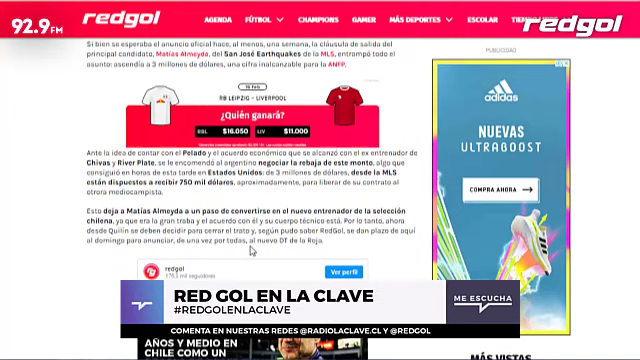 92.9FM
redgol
AGENDA FÚTBOL CHAMPIONS GAMER MÁS DEPORTES ESCOLAR
redgol
Si bien se esperaba el anuncio oficial hace, al menos, una semana, la cláusula de salida del
principal candidato, Matías Almeyda, del San José Earthquakes de la MLS, entrampó todo el
asunto: ascendía a 3 millones de dólares, una cifra inalcanzable para la ANFP.
RB LEIPZIG - LIVERPOOL
¿Quién ganará?
RBL $16.050 LIV $11.000
Ante la idea de contar con el Pelado y el acuerdo económico que se alcanzó con el ex entrenador de
Chivas y River Plate, se le encomendó al argentino negociar la rebaja de este monto, algo que
consiguió en horas de esta tarde en Estados Unidos: de 3 millones de dólares, desde la MLS
están dispuestos a recibir 750 mil dólares, aproximadamente, para liberar de su contrato al
otrora mediocampista.
Esto deja a Matías Almeyda a un paso de convertirse en el nuevo entrenador de la selección
chilena, ya que era la gran traba y el acuerdo con él y su cuerpo técnico está. Por lo tanto, ahora
desde Quilín se deben decidir para cerrar el trato y, según pudo saber RedGol, se dan plazo de aquí
al domingo para anunciar, de una vez por todas, al nuevo DT de la Roja.
PUBLICIDAD
adidas
NUEVAS
ULTRABOOST
COMPRA AHORA
redgol
Ver perfil
RED GOL EN LA CLAVE
#REDGOLENLACLAVE
ME ESCUCHA
COMENTA EN NUESTRAS REDES @RADIOLACLAVE.CL Y @REDGOL
AÑOS Y MEDIO EN
CHILE COMO UN
MÁS VISTAS